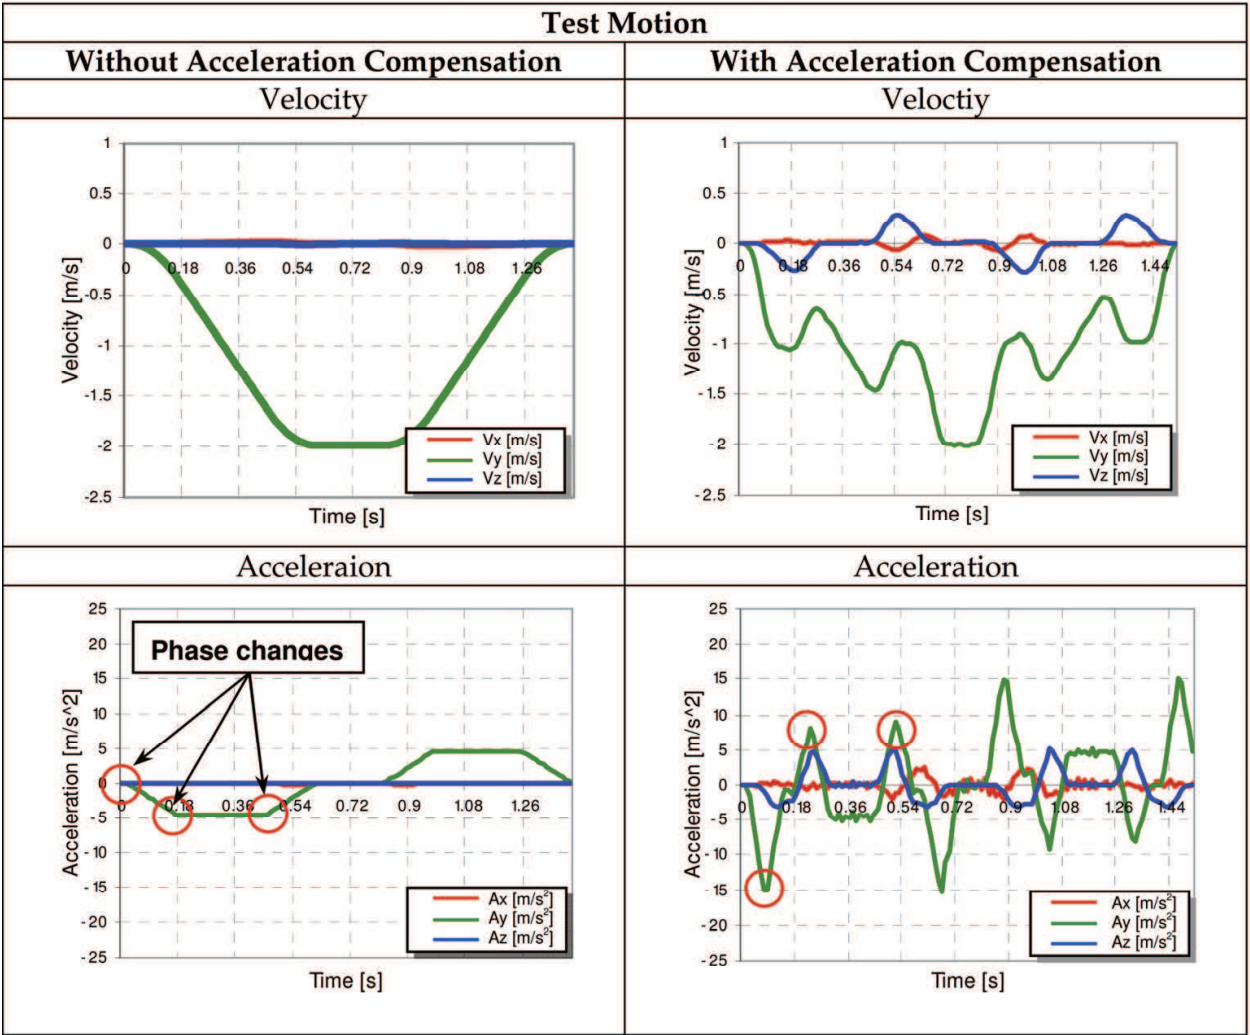 Test Motion
Without Acceleration Compensation
With Acceleration Compensation
Velocity
Veloctiy
1
0.5
0
-0.5
-1
-1.5
-2
-2.5
0 0.18 0.36 0.54 0.72 0.9 1.08 1.26
Velocity [m/s]
Time [s]
Vx [m/s]
Vy [m/s]
Vz [m/s]
1
0.5
0
-0.5
-1
-1.5
-2
-2.5
0 0.18 0.36 0.54 0.72 0.9 1.08 1.26 1.44
Velocity [m/s]
Time [s]
Vx [m/s]
Vy [m/s]
Vz [m/s]
Acceleraion
Acceleration
25
20
15
10
5
0
-5
-10
-15
-20
-25
Phase changes
0.18 0.36 0.54 0.72 0.9 1.08 1.26
Acceleration [m/s^2]
Time [s]
Ax [m/s²]
Ay [m/s²]
Az [m/s²]
25
20
15
10
5
0
-5
-10
-15
-20
-25
0 0.18 0.36 0.54 0.72 0.9 1.08 1.26 1.44
Acceleration [m/s^2]
Time [s]
Ax [m/s²]
Ay [m/s²]
Az [m/s²]